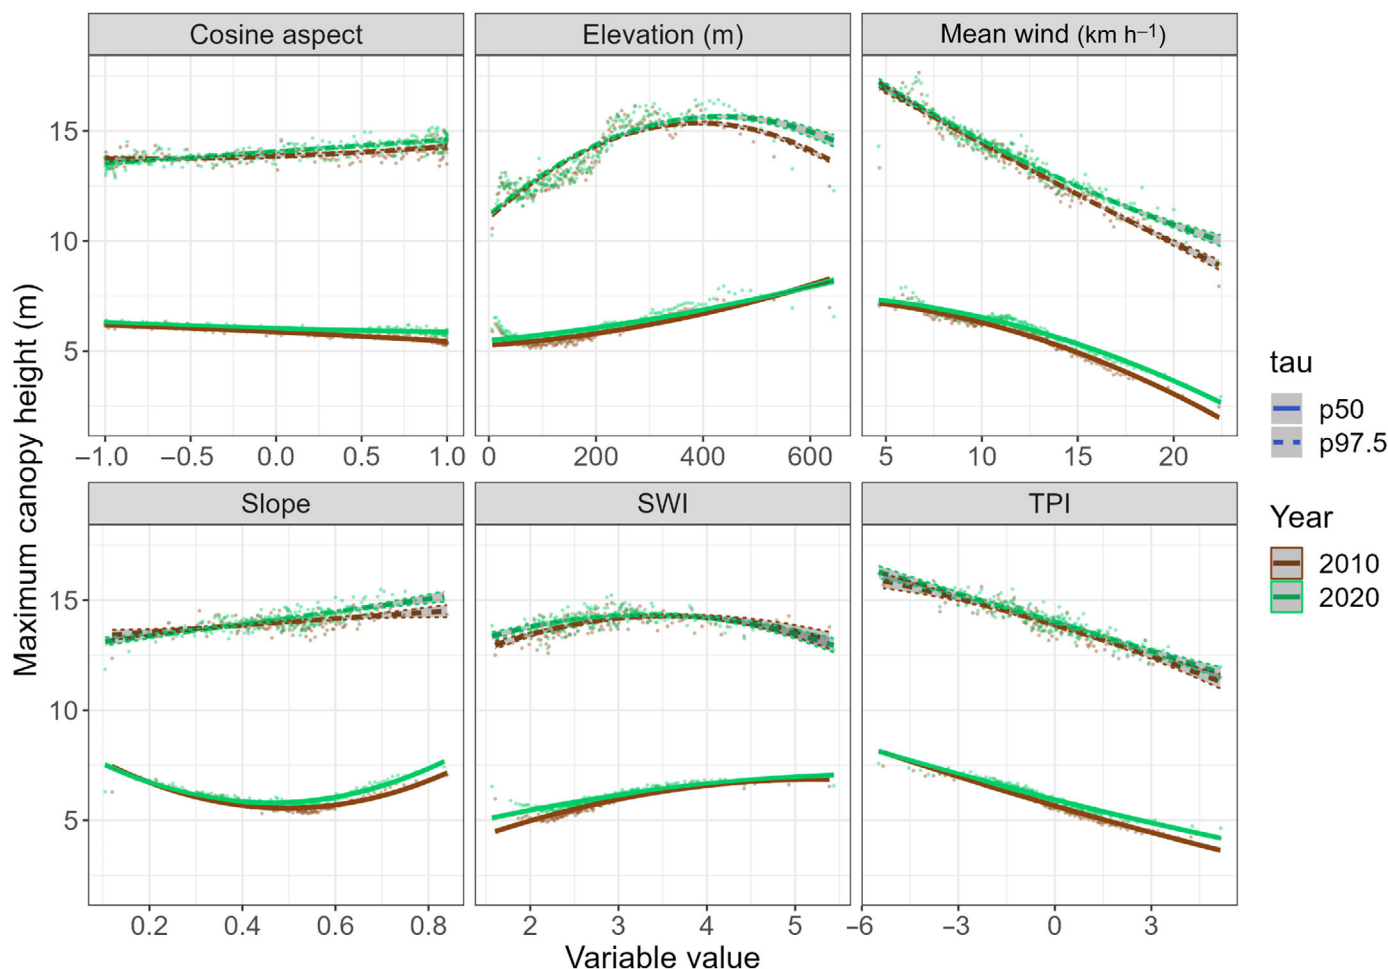 Cosine aspect
Elevation (m)
Mean wind (km h−1)
Maximum canopy height (m)
15
10
5
−1.0 −0.5 0.0 0.5 1.0
0 200 400 600
5 10 15 20
Slope
SWI
TPI
15
10
5
0.2 0.4 0.6 0.8
2 3 4 5
−6 −3 0 3
Variable value
tau
p50
p97.5
Year
2010
2020